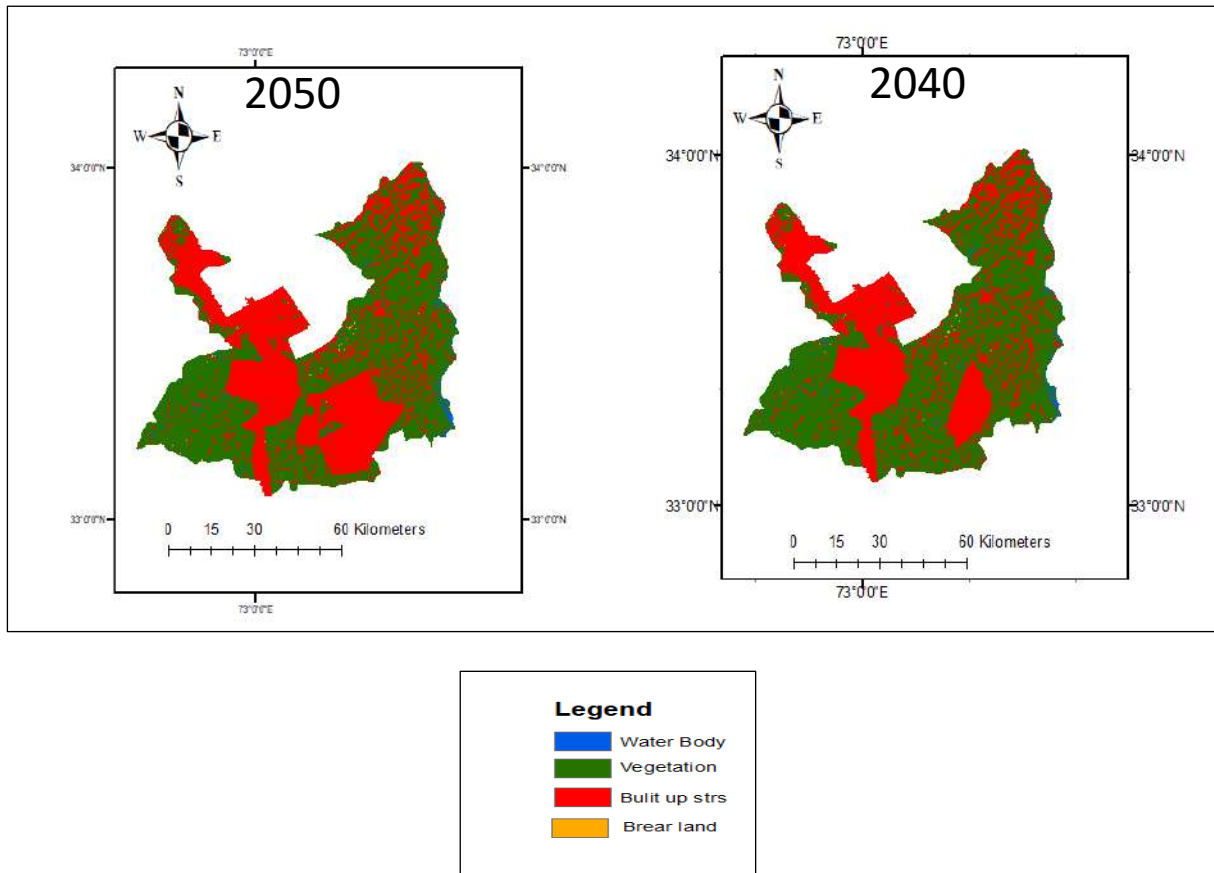 73°0'0"E
2050
N
W E
S
34°0'0"N
34°0'0"N
33°0'0"N
33°0'0"N
0 15 30 60 Kilometers
73°0'0"E
73°0'0"E
2040
N
W E
S
34°0'0"N
34°0'0"N
33°0'0"N
33°0'0"N
0 15 30 60 Kilometers
73°0'0"E
Legend
Water Body
Vegetation
Bulit up strs
Brear land